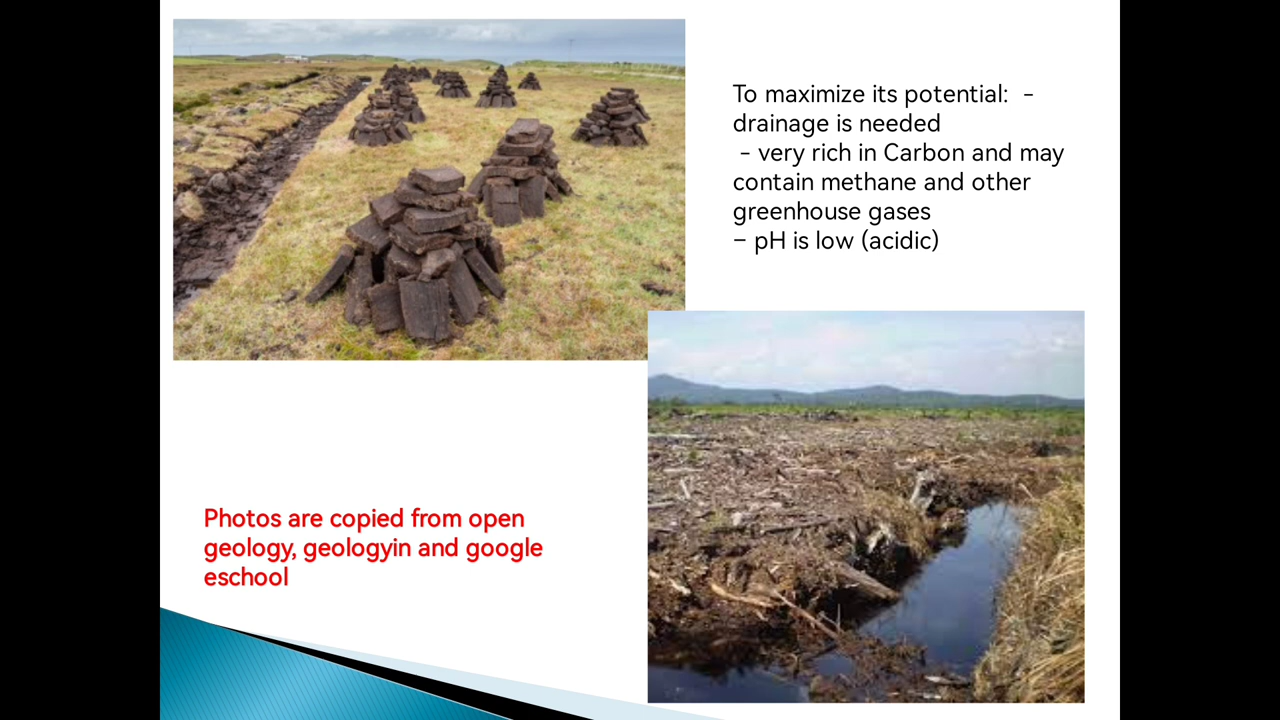 To maximize its potential:  -
drainage is needed
 - very rich in Carbon and may
contain methane and other
greenhouse gases
– pH is low (acidic)
Photos are copied from open
geology, geologyin and google
eschool